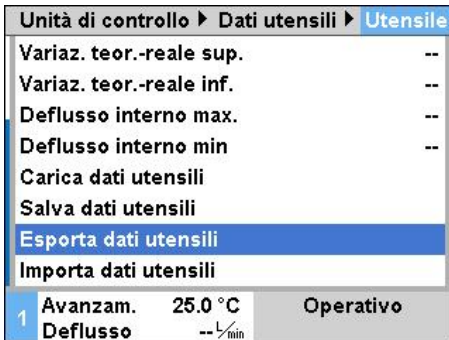 Unità di controllo ▶ Dati utensili ▶ Utensile
Variaz. teor.-reale sup. --
Variaz. teor.-reale inf. --
Deflusso interno max. --
Deflusso interno min --
Carica dati utensili
Salva dati utensili
Esporta dati utensili
Importa dati utensili
1 Avanzam. 25.0 °C Operativo
Deflusso -- L/min